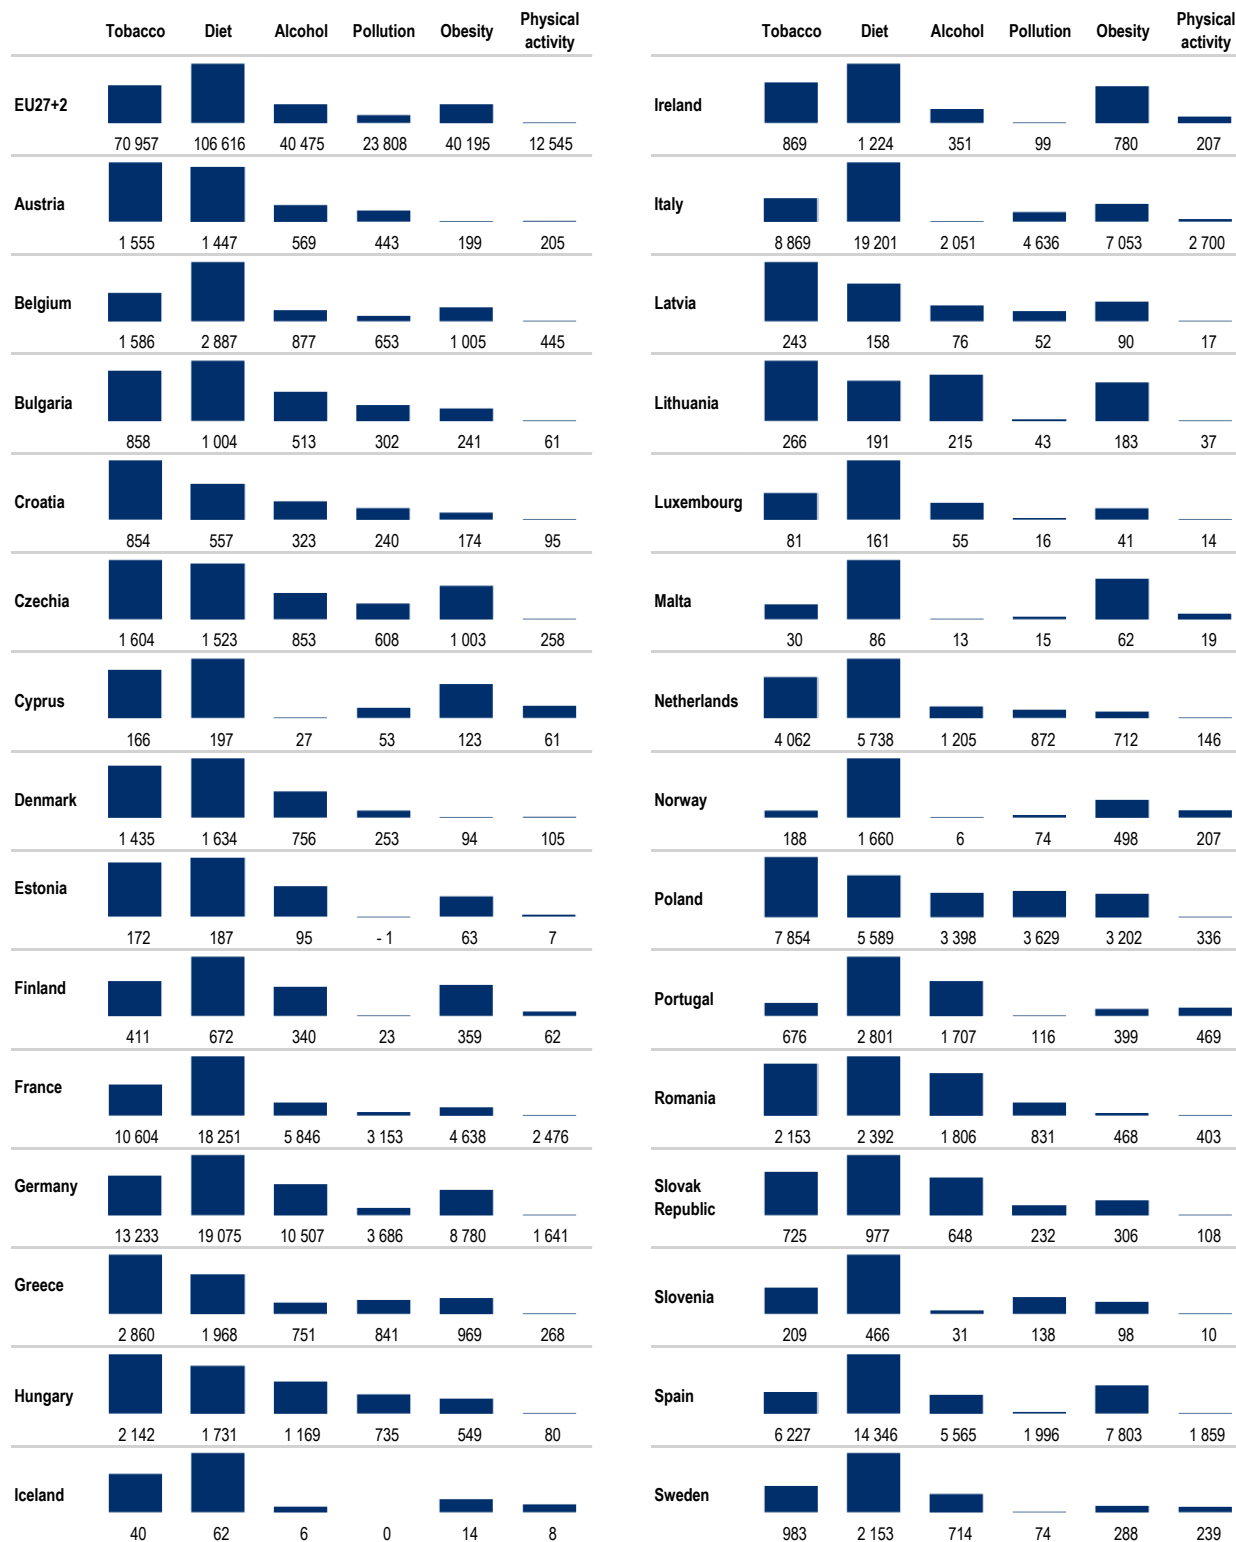 Tobacco Diet Alcohol Pollution Obesity Physical activity
EU27+2
70 957 106 616 40 475 23 808 40 195 12 545
Austria
1 555 1 447 569 443 199 205
Belgium
1 586 2 887 877 653 1 005 445
Bulgaria
858 1 004 513 302 241 61
Croatia
854 557 323 240 174 95
Czechia
1 604 1 523 853 608 1 003 258
Cyprus
166 197 27 53 123 61
Denmark
1 435 1 634 756 253 94 105
Estonia
172 187 95 - 1 63 7
Finland
411 672 340 23 359 62
France
10 604 18 251 5 846 3 153 4 638 2 476
Germany
13 233 19 075 10 507 3 686 8 780 1 641
Greece
2 860 1 968 751 841 969 268
Hungary
2 142 1 731 1 169 735 549 80
Iceland
40 62 6 0 14 8
Tobacco Diet Alcohol Pollution Obesity Physical activity
Ireland
869 1 224 351 99 780 207
Italy
8 869 19 201 2 051 4 636 7 053 2 700
Latvia
243 158 76 52 90 17
Lithuania
266 191 215 43 183 37
Luxembourg
81 161 55 16 41 14
Malta
30 86 13 15 62 19
Netherlands
4 062 5 738 1 205 872 712 146
Norway
188 1 660 6 74 498 207
Poland
7 854 5 589 3 398 3 629 3 202 336
Portugal
676 2 801 1 707 116 399 469
Romania
2 153 2 392 1 806 831 468 403
Slovak
Republic
725 977 648 232 306 108
Slovenia
209 466 31 138 98 10
Spain
6 227 14 346 5 565 1 996 7 803 1 859
Sweden
983 2 153 714 74 288 239